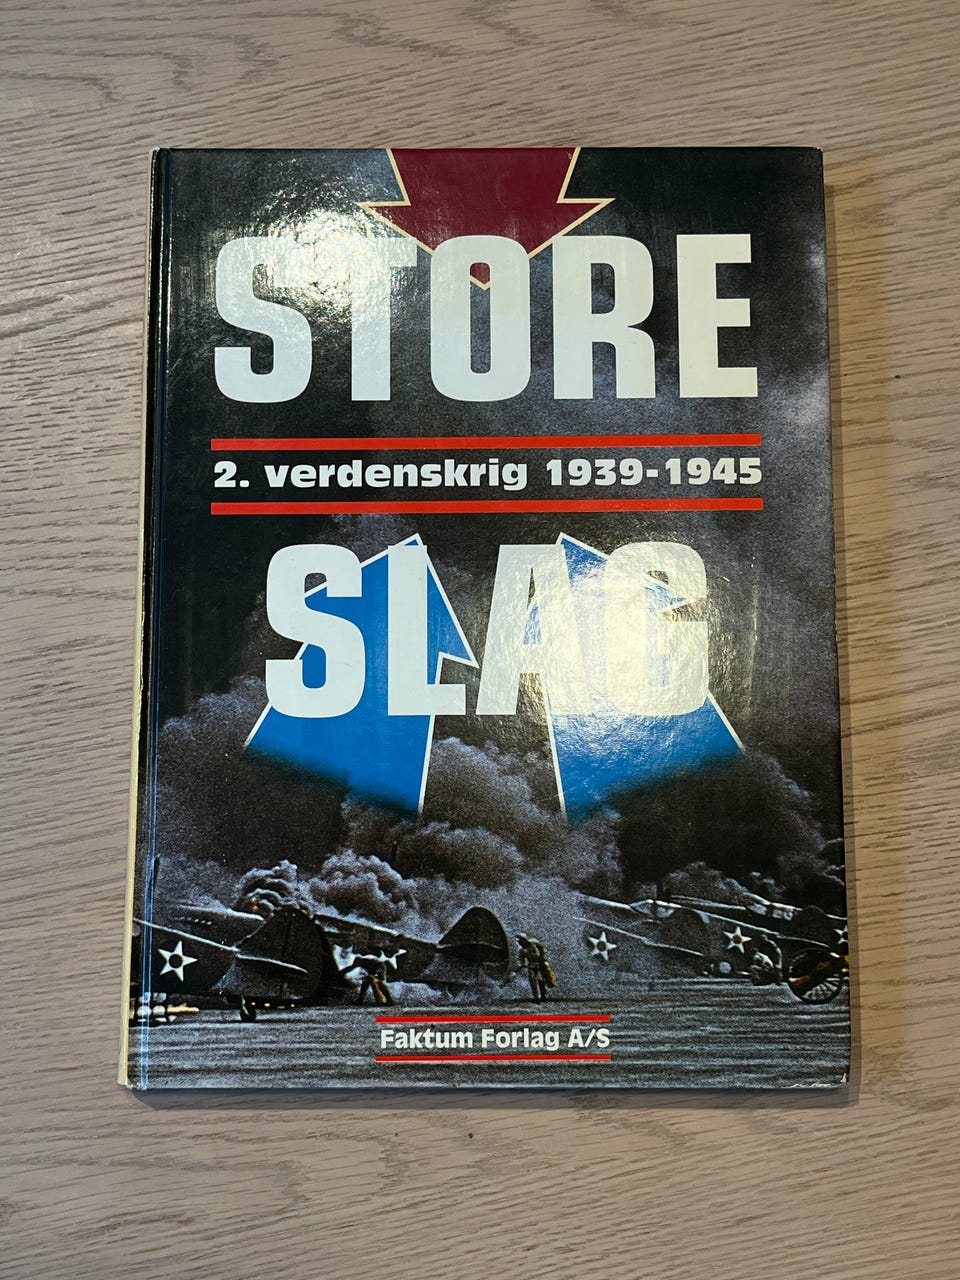 STORE
2. verdenskrig 1939-1945
SLAG
Faktum Forlag A/S